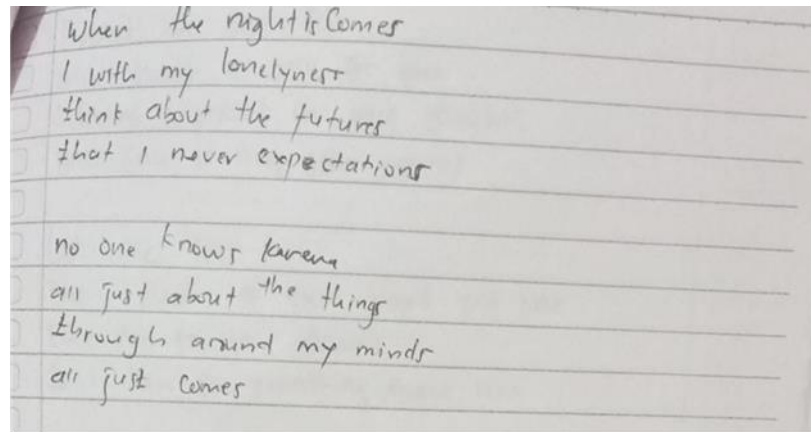 when the night is Comes
I with my lonelyness
think about the futures
that I never expectations
no one knows karena
all just about the things
through around my minds
all just comes